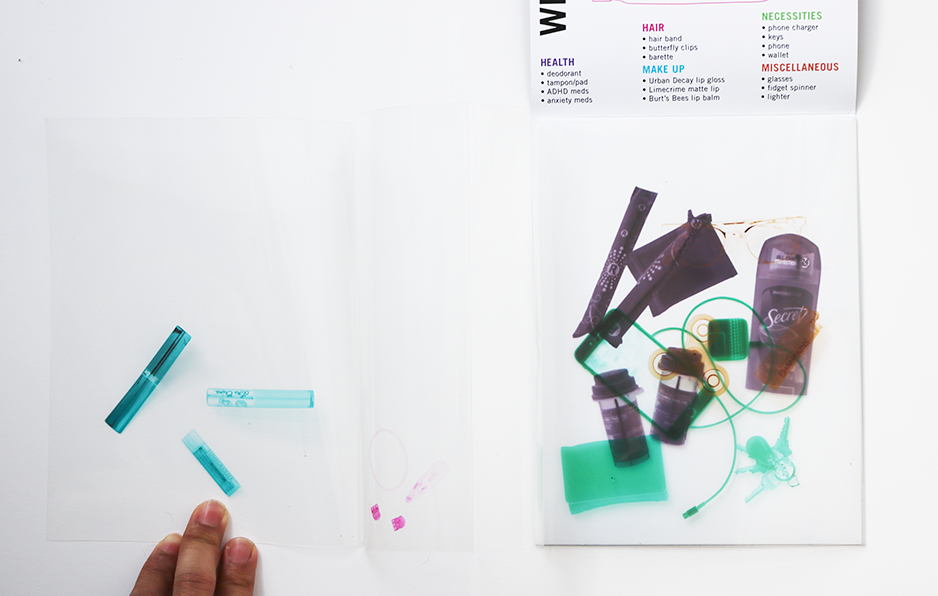 WI
HEALTH
• deodorant
• tampon/pad
• ADHD meds
• anxiety meds
HAIR
• hair band
• butterfly clips
• barette
MAKE UP
• Urban Decay lip gloss
• Limecrime matte lip
• Burt's Bees lip balm
NECESSITIES
• phone charger
• keys
• phone
• wallet
MISCELLANEOUS
• glasses
• fidget spinner
• lighter
Secret